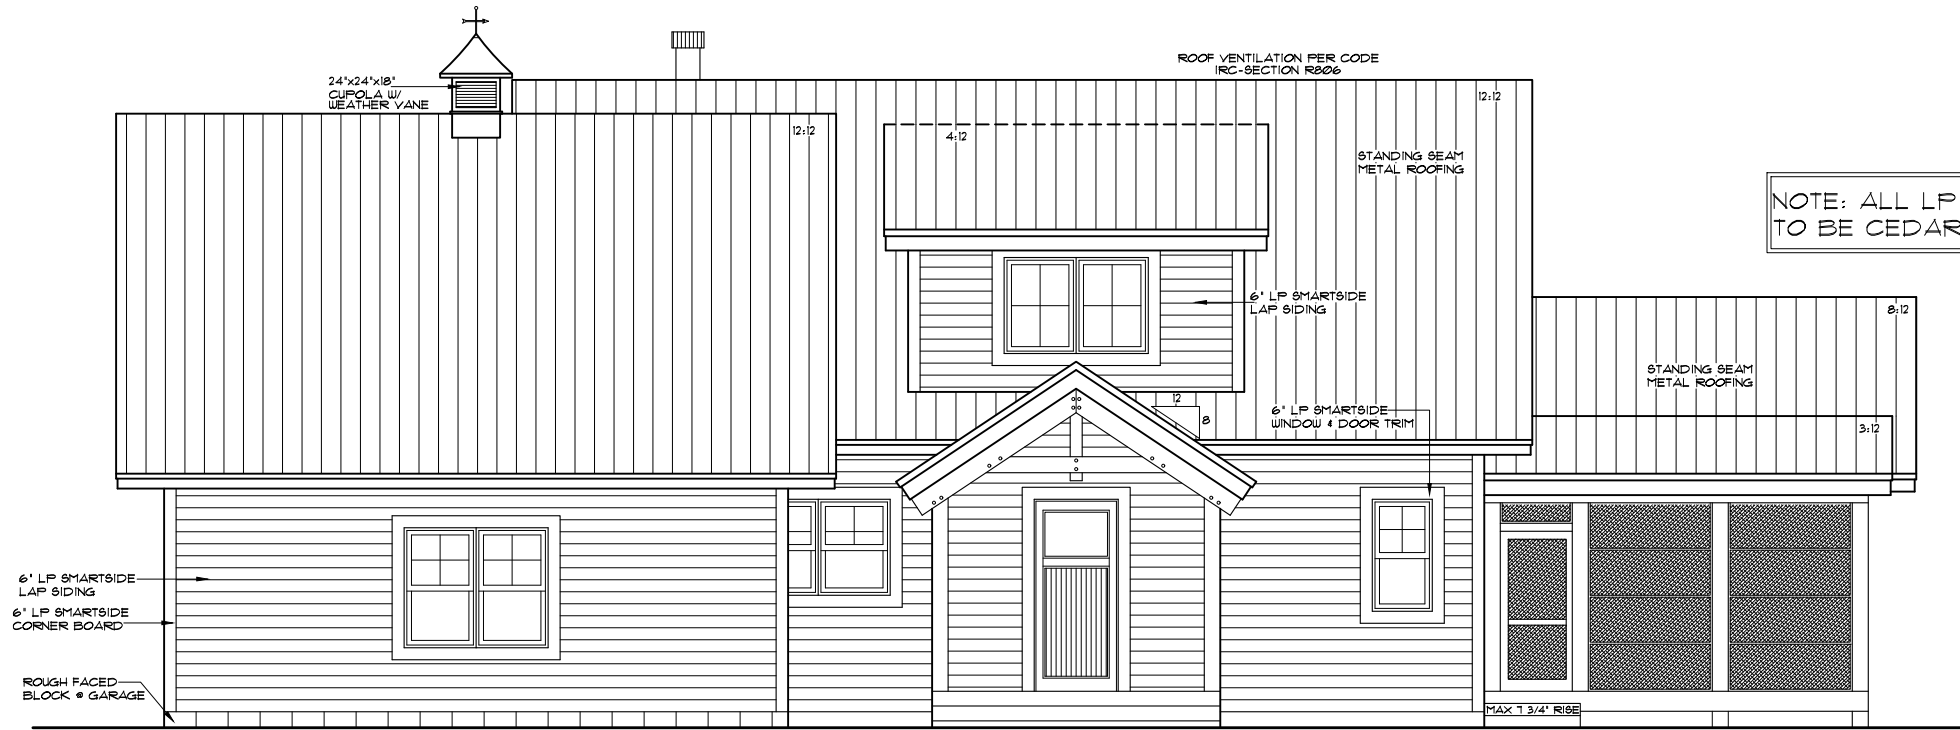 ROOF VENTILATION PER CODE
IRC-SECTION R806
24"x24"x18"
CUPOLA W/
WEATHER VANE
12:12
12:12
4:12
STANDING SEAM
METAL ROOFING
NOTE: ALL LP
TO BE CEDAR
6" LP SMARTSIDE
LAP SIDING
8:12
STANDING SEAM
METAL ROOFING
12
8
6" LP SMARTSIDE
WINDOW & DOOR TRIM
3:12
6" LP SMARTSIDE
LAP SIDING
6" LP SMARTSIDE
CORNER BOARD
ROUGH FACED
BLOCK @ GARAGE
MAX 7 3/4" RISE